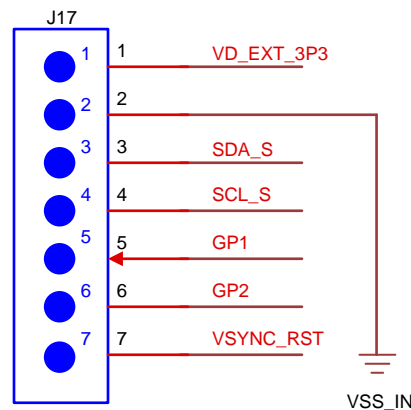 J17
1 1 VD_EXT_3P3
2 2
3 3 SDA_S
4 4 SCL_S
5 5 GP1
6 6 GP2
7 7 VSYNC_RST
VSS_IN